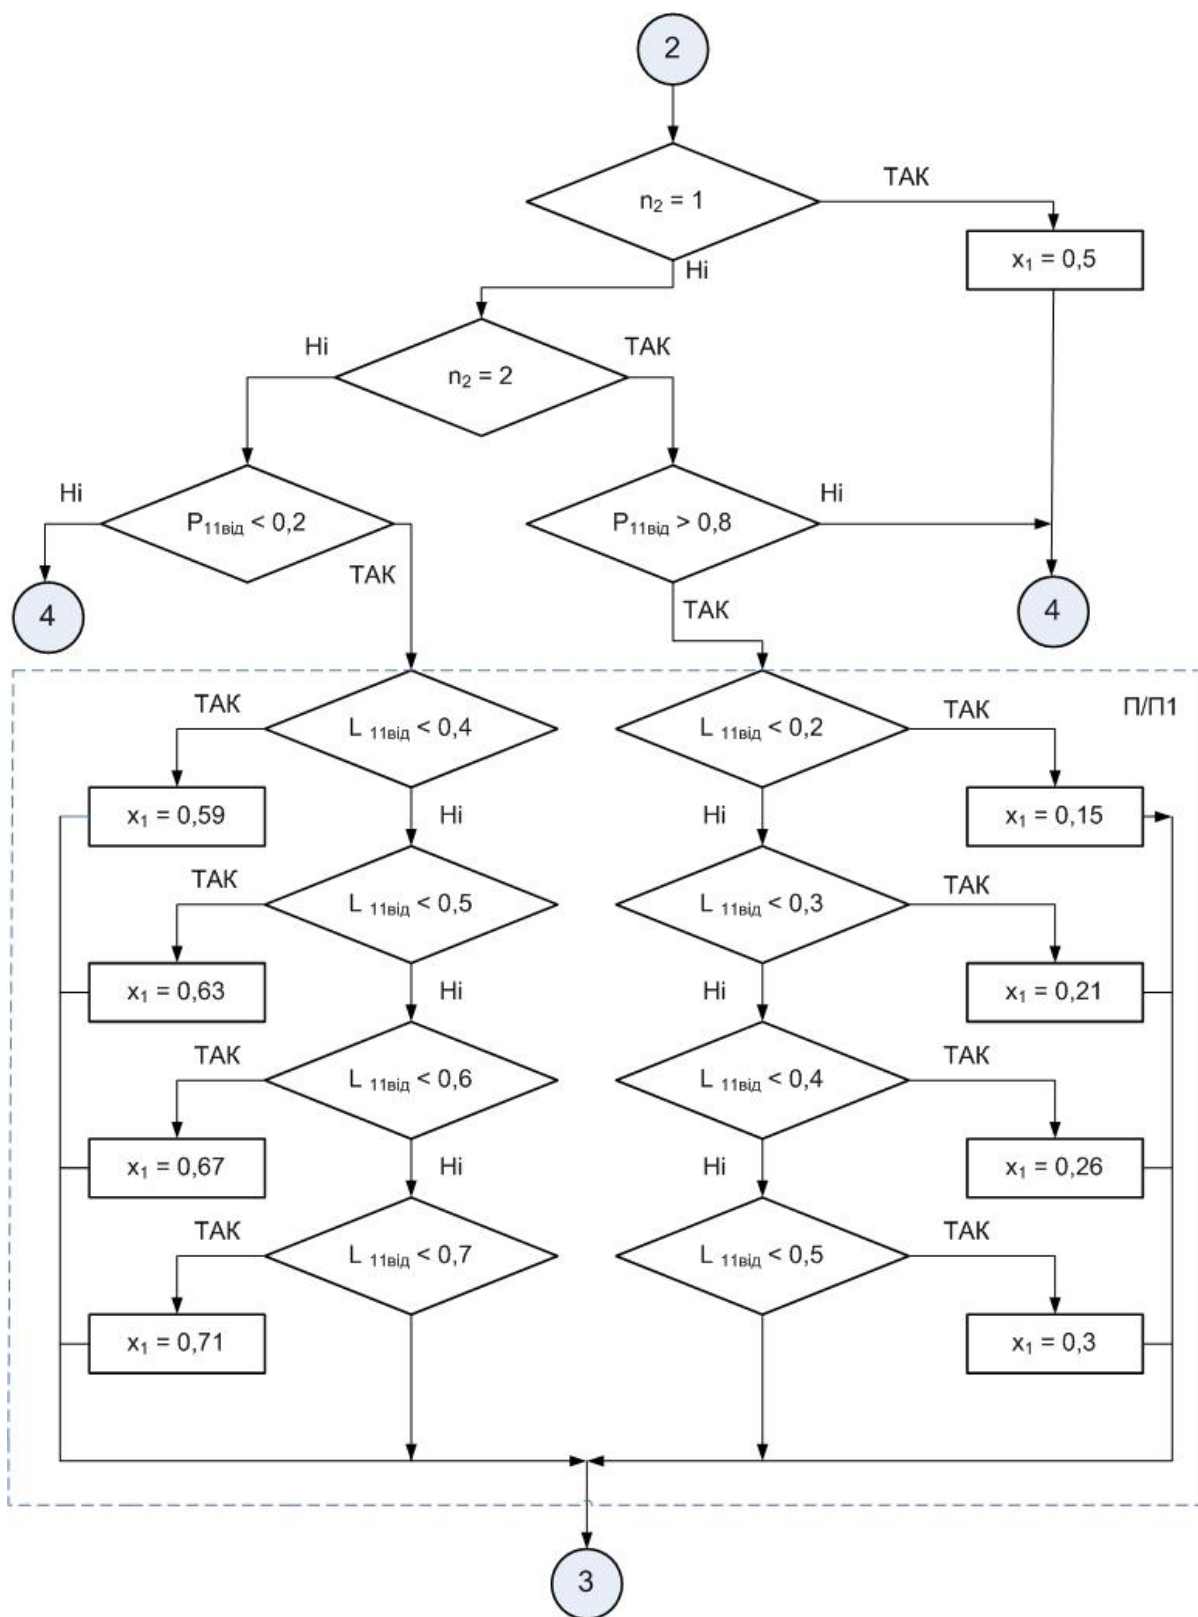 2
n₂ = 1
ТАК
x₁ = 0,5
Ні
n₂ = 2
Ні
ТАК
P₁₁від < 0,2
Ні
ТАК
P₁₁від > 0,8
Ні
ТАК
4
4
П/П1
L ₁₁від < 0,4
ТАК
L ₁₁від < 0,2
ТАК
x₁ = 0,59
Ні
Ні
x₁ = 0,15
ТАК
L ₁₁від < 0,5
L ₁₁від < 0,3
ТАК
x₁ = 0,63
Ні
Ні
x₁ = 0,21
ТАК
L ₁₁від < 0,6
L ₁₁від < 0,4
ТАК
x₁ = 0,67
Ні
Ні
x₁ = 0,26
ТАК
L ₁₁від < 0,7
L ₁₁від < 0,5
ТАК
x₁ = 0,71
x₁ = 0,3
3